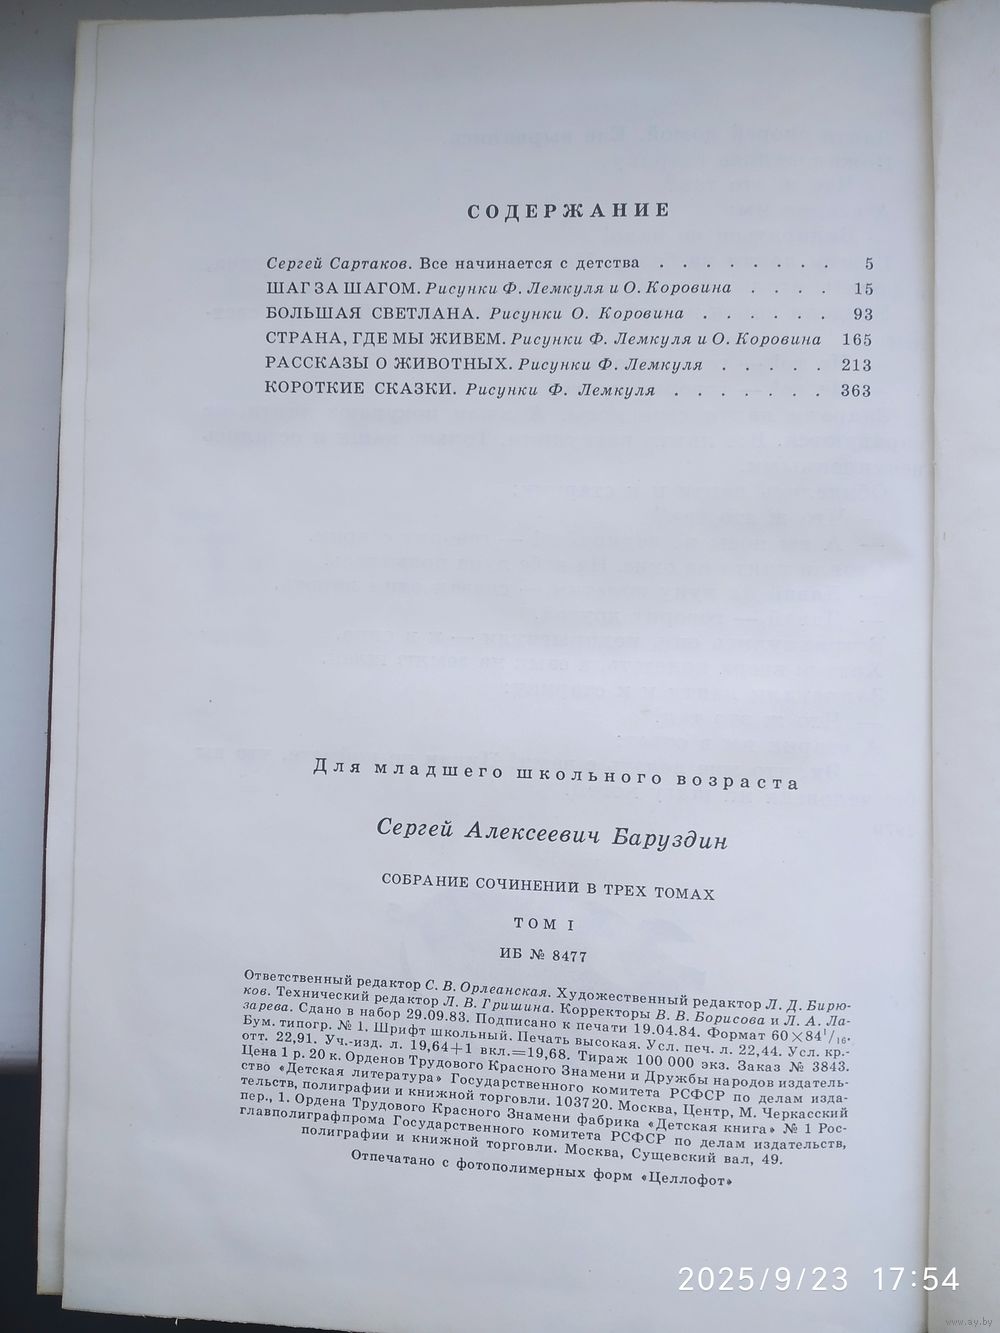 СОДЕРЖАНИЕ
Сергей Сартаков. Все начинается с детства . . . . . . . . 5
ШАГ ЗА ШАГОМ. Рисунки Ф. Лемкуля и О. Коровина . . . . 15
БОЛЬШАЯ СВЕТЛАНА. Рисунки О. Коровина . . . . . . 93
СТРАНА, ГДЕ МЫ ЖИВЕМ. Рисунки Ф. Лемкуля и О. Коровина 165
РАССКАЗЫ О ЖИВОТНЫХ. Рисунки Ф. Лемкуля . . . . . 213
КОРОТКИЕ СКАЗКИ. Рисунки Ф. Лемкуля . . . . . . . 363
Для младшего школьного возраста
Сергей Алексеевич Баруздин
СОБРАНИЕ СОЧИНЕНИЙ В ТРЕХ ТОМАХ
ТОМ I
ИБ № 8477
Ответственный редактор С. В. Орлеанская. Художественный редактор Л. Д. Бирю-
ков. Технический редактор Л. В. Гришина. Корректоры В. В. Борисова и Л. А. Ла-
зарева. Сдано в набор 29.09.83. Подписано к печати 19.04.84. Формат 60×84¹/₁₆.
Бум. типогр. № 1. Шрифт школьный. Печать высокая. Усл. печ. л. 22,44. Усл. кр.-
отт. 22,91. Уч.-изд. л. 19,64+1 вкл.=19,68. Тираж 100 000 экз. Заказ № 3843.
Цена 1 р. 20 к. Орденов Трудового Красного Знамени и Дружбы народов издатель-
ство «Детская литература» Государственного комитета РСФСР по делам изда-
тельств, полиграфии и книжной торговли. 103720. Москва, Центр, М. Черкасский
пер., 1. Ордена Трудового Красного Знамени фабрика «Детская книга» № 1 Рос-
главполиграфпрома Государственного комитета РСФСР по делам издательств,
полиграфии и книжной торговли. Москва, Сущевский вал, 49.
Отпечатано с фотополимерных форм «Целлофот»
2025/9/23 17:54
www.ay.by